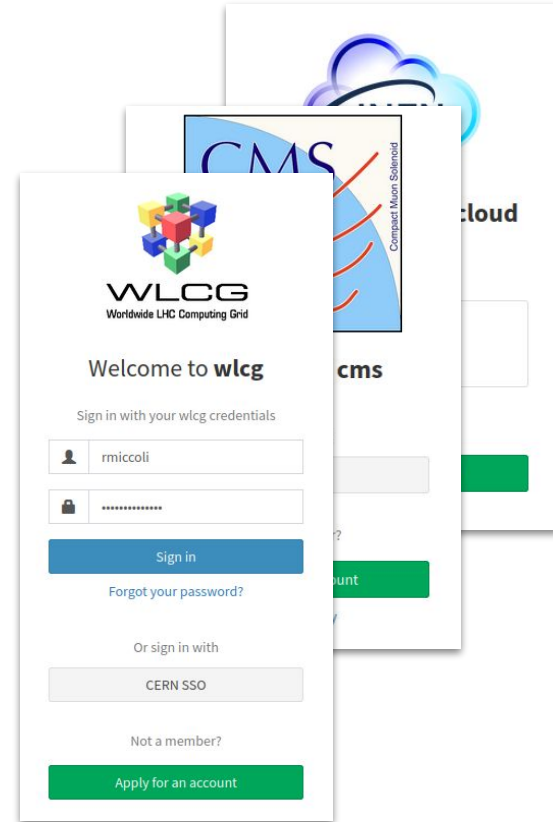 cloud
CMS
Compact Muon Solenoid
cms
WLCG
Worldwide LHC Computing Grid
Welcome to wlcg
Sign in with your wlcg credentials
rmiccoli
••••••••••••••
Sign in
Forgot your password?
Or sign in with
CERN SSO
Not a member?
Apply for an account